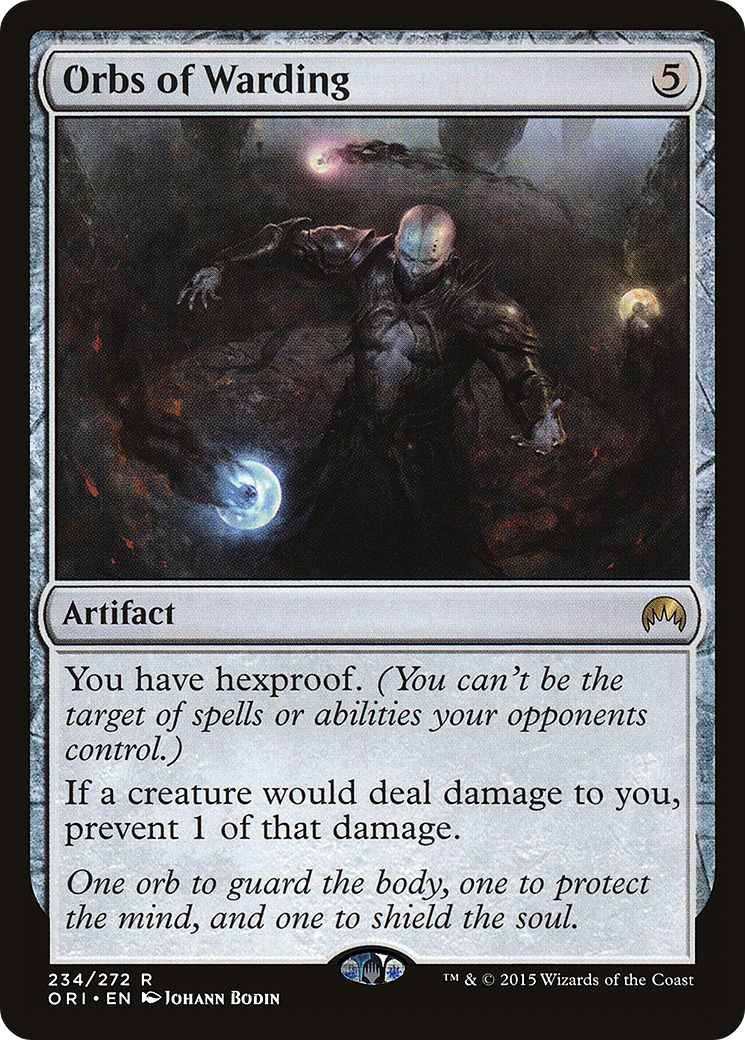 Orbs of Warding 5
Artifact
You have hexproof. (You can't be the
target of spells or abilities your opponents
control.)
If a creature would deal damage to you,
prevent 1 of that damage.
One orb to guard the body, one to protect
the mind, and one to shield the soul.
234/272 R
ORI • EN Johann Bodin
™ & © 2015 Wizards of the Coast